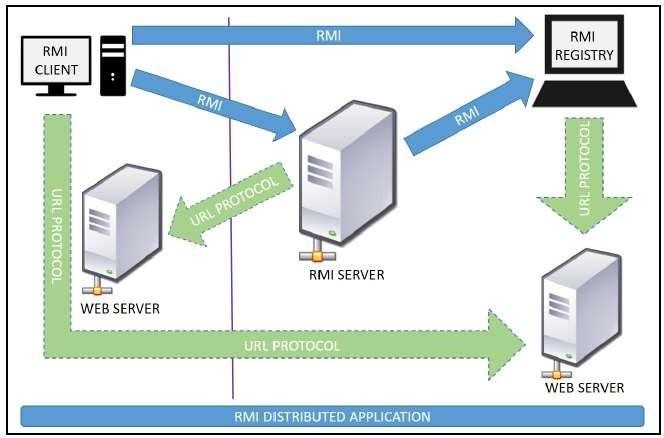 RMI
CLIENT
RMI
RMI
REGISTRY
RMI
RMI
URL PROTOCOL
URL PROTOCOL
URL PROTOCOL
RMI SERVER
WEB SERVER
URL PROTOCOL
WEB SERVER
RMI DISTRIBUTED APPLICATION